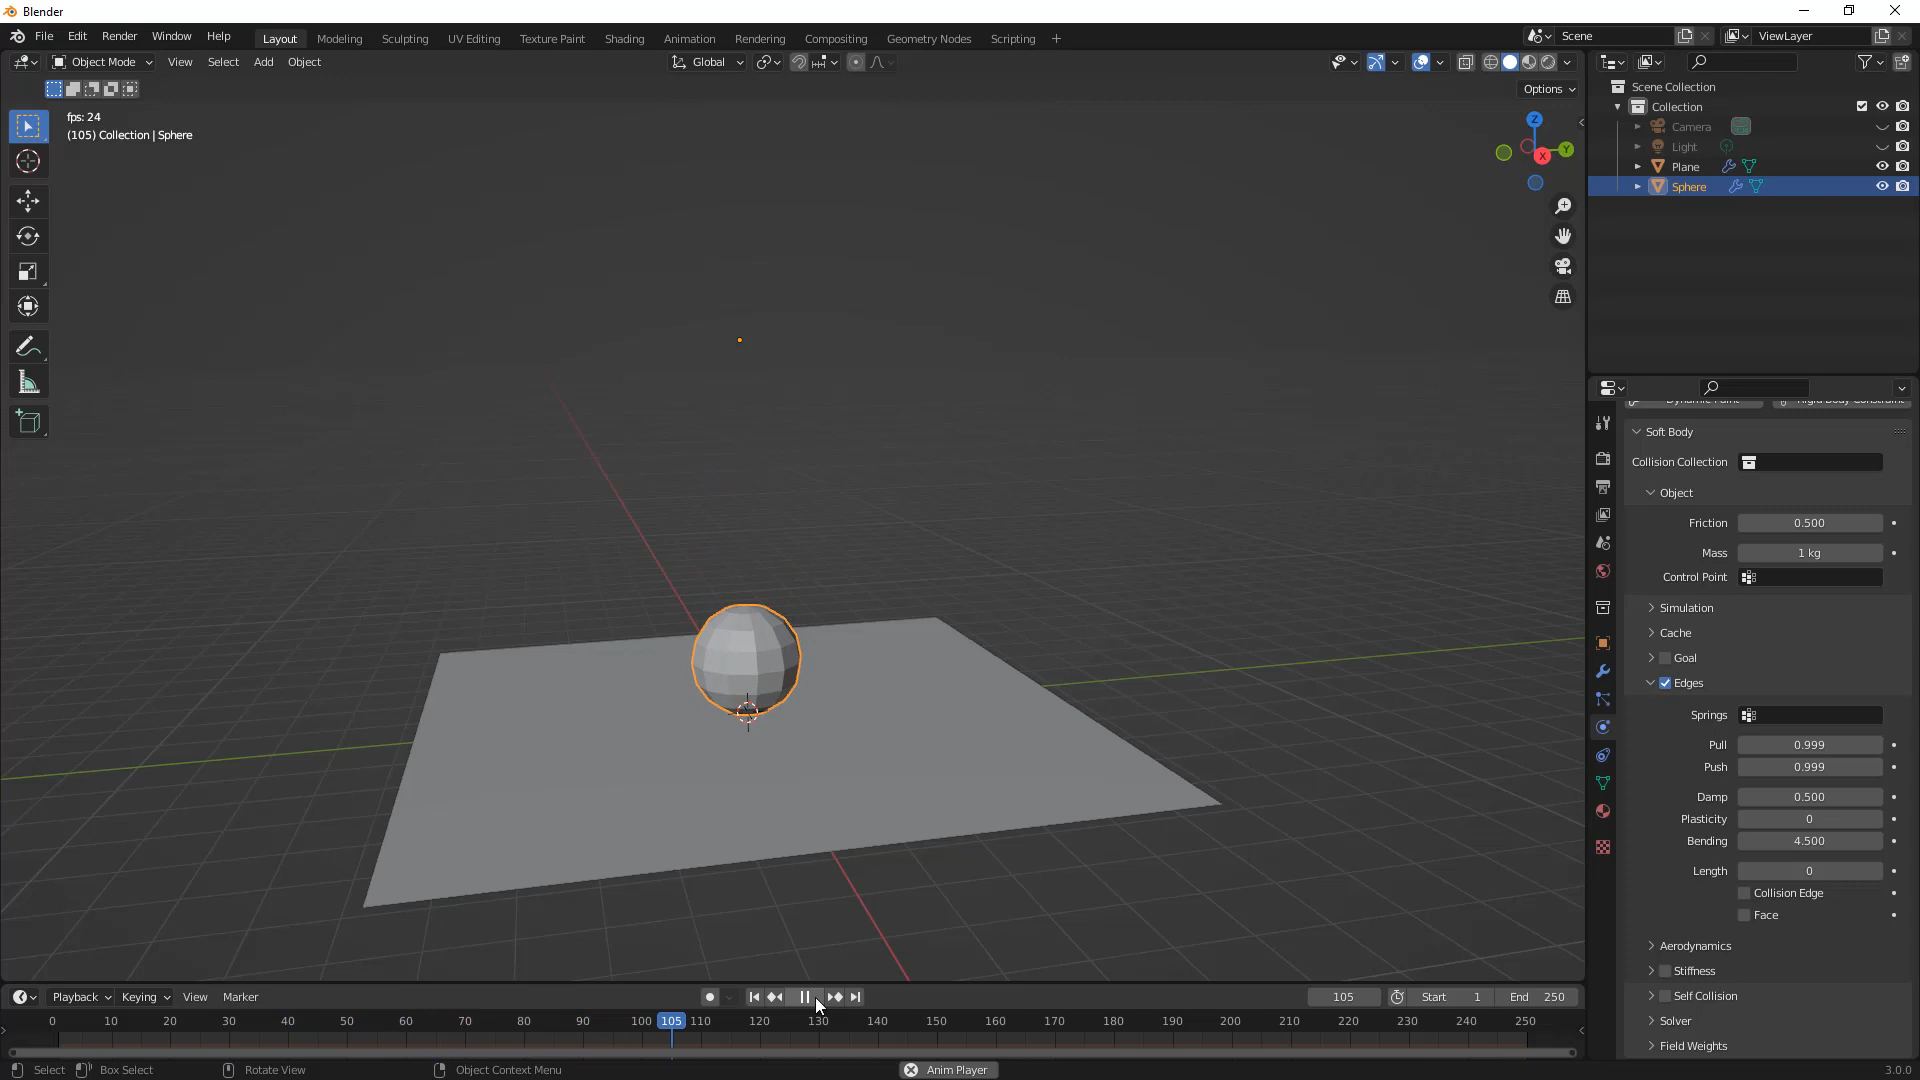 Blender
File Edit Render Window Help
Layout Modeling Sculpting UV Editing Texture Paint Shading Animation Rendering Compositing Geometry Nodes Scripting +
Scene
ViewLayer
Object Mode View Select Add Object
Global
Options
fps: 24
(105) Collection | Sphere
Z
Y
X
Scene Collection
Collection
Camera
Light
Plane
Sphere
Soft Body
Collision Collection
Object
Friction 0.500
Mass 1 kg
Control Point
Simulation
Cache
Goal
Edges
Springs
Pull 0.999
Push 0.999
Damp 0.500
Plasticity 0
Bending 4.500
Length 0
Collision Edge
Face
Aerodynamics
Stiffness
Self Collision
Solver
Field Weights
Playback Keying View Marker
105 Start 1 End 250
0 10 20 30 40 50 60 70 80 90 100 105 110 120 130 140 150 160 170 180 190 200 210 220 230 240 250
Select Box Select Rotate View Object Context Menu Anim Player 3.0.0